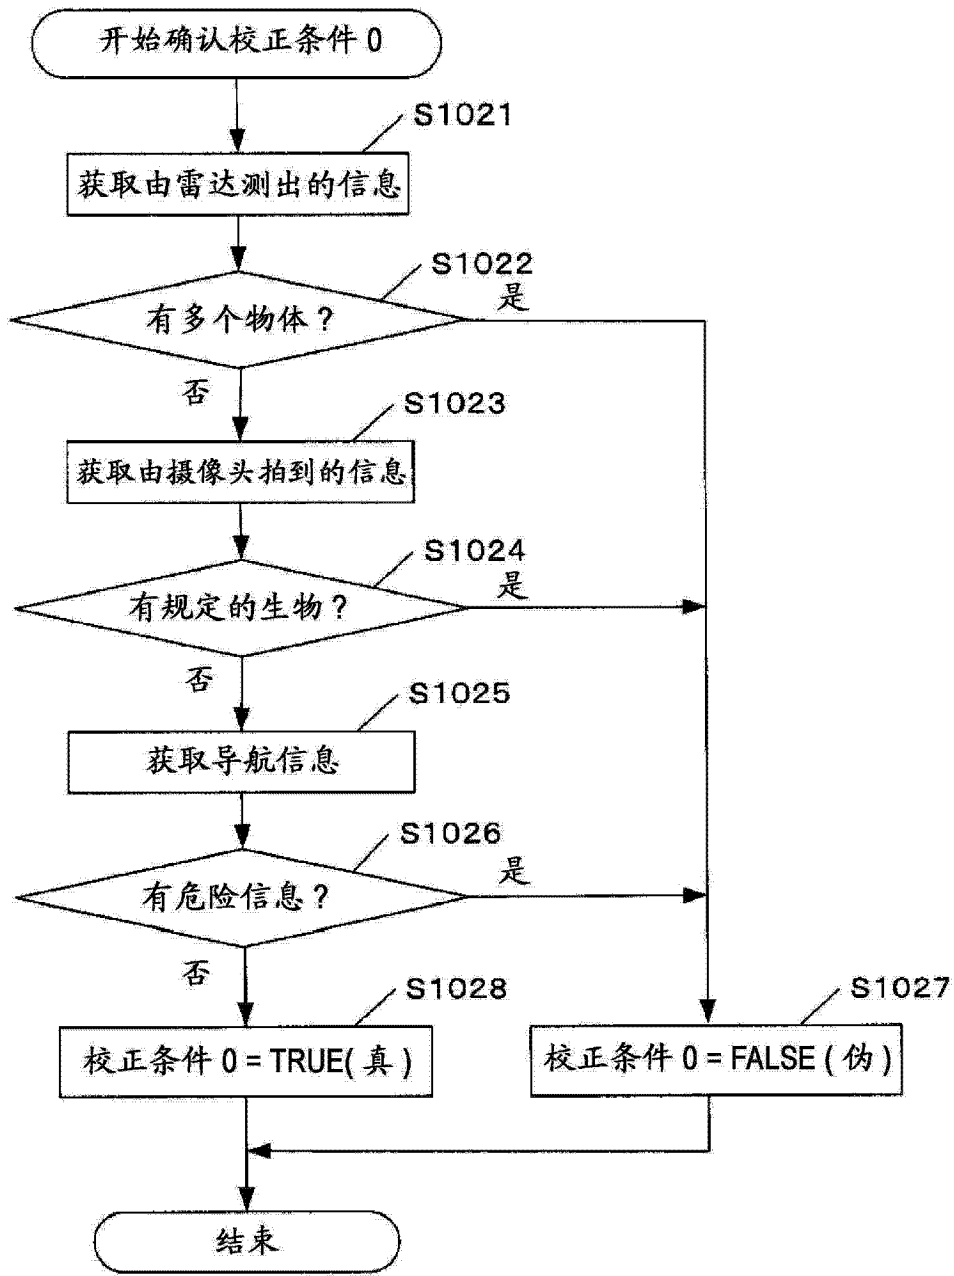 开始确认校正条件 0
S1021
获取由雷达测出的信息
S1022
有多个物体？
是
否
S1023
获取由摄像头拍到的信息
S1024
有规定的生物？
是
否
S1025
获取导航信息
S1026
有危险信息？
是
否
S1028
校正条件 0 = TRUE( 真 )
S1027
校正条件 0 = FALSE ( 伪 )
结束